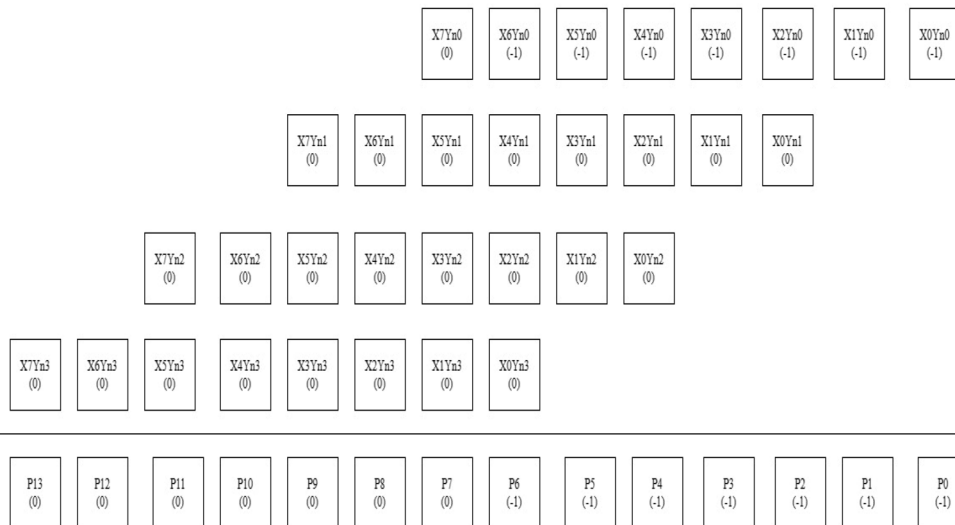 X7Yn0 X6Yn0 X5Yn0 X4Yn0 X3Yn0 X2Yn0 X1Yn0 X0Yn0
(0) (-1) (-1) (-1) (-1) (-1) (-1) (-1)
X7Yn1 X6Yn1 X5Yn1 X4Yn1 X3Yn1 X2Yn1 X1Yn1 X0Yn1
(0) (0) (0) (0) (0) (0) (0) (0)
X7Yn2 X6Yn2 X5Yn2 X4Yn2 X3Yn2 X2Yn2 X1Yn2 X0Yn2
(0) (0) (0) (0) (0) (0) (0) (0)
X7Yn3 X6Yn3 X5Yn3 X4Yn3 X3Yn3 X2Yn3 X1Yn3 X0Yn3
(0) (0) (0) (0) (0) (0) (0) (0)
P13 P12 P11 P10 P9 P8 P7 P6 P5 P4 P3 P2 P1 P0
(0) (0) (0) (0) (0) (0) (0) (-1) (-1) (-1) (-1) (-1) (-1) (-1)